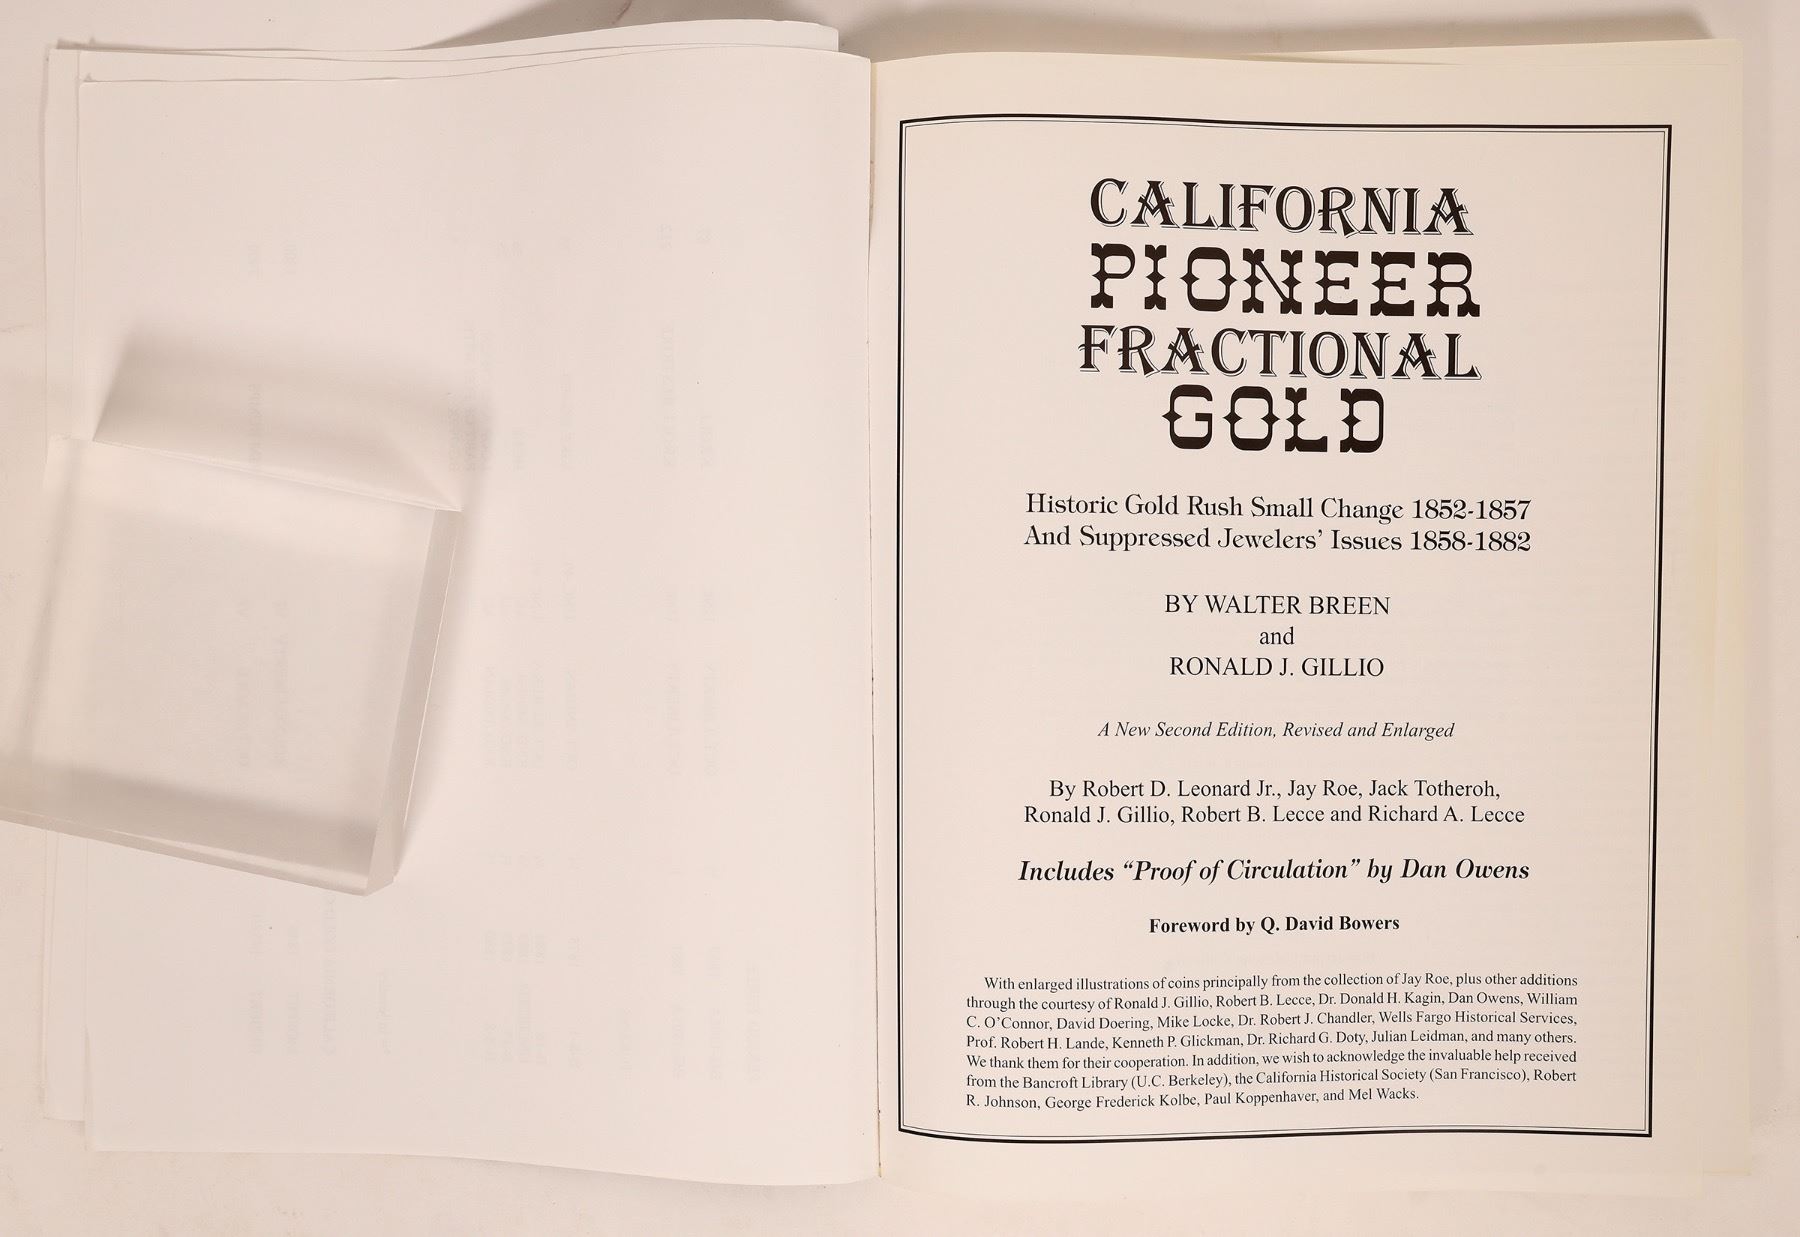 CALIFORNIA
PIONEER
FRACTIONAL
GOLD
Historic Gold Rush Small Change 1852-1857
And Suppressed Jewelers’ Issues 1858-1882
BY WALTER BREEN
and
RONALD J. GILLIO
A New Second Edition, Revised and Enlarged
By Robert D. Leonard Jr., Jay Roe, Jack Totheroh,
Ronald J. Gillio, Robert B. Lecce and Richard A. Lecce
Includes “Proof of Circulation” by Dan Owens
Foreword by Q. David Bowers
With enlarged illustrations of coins principally from the collection of Jay Roe, plus other additions
through the courtesy of Ronald J. Gillio, Robert B. Lecce, Dr. Donald H. Kagin, Dan Owens, William
C. O’Connor, David Doering, Mike Locke, Dr. Robert J. Chandler, Wells Fargo Historical Services,
Prof. Robert H. Lande, Kenneth P. Glickman, Dr. Richard G. Doty, Julian Leidman, and many others.
We thank them for their cooperation. In addition, we wish to acknowledge the invaluable help received
from the Bancroft Library (U.C. Berkeley), the California Historical Society (San Francisco), Robert
R. Johnson, George Frederick Kolbe, Paul Koppenhaver, and Mel Wacks.